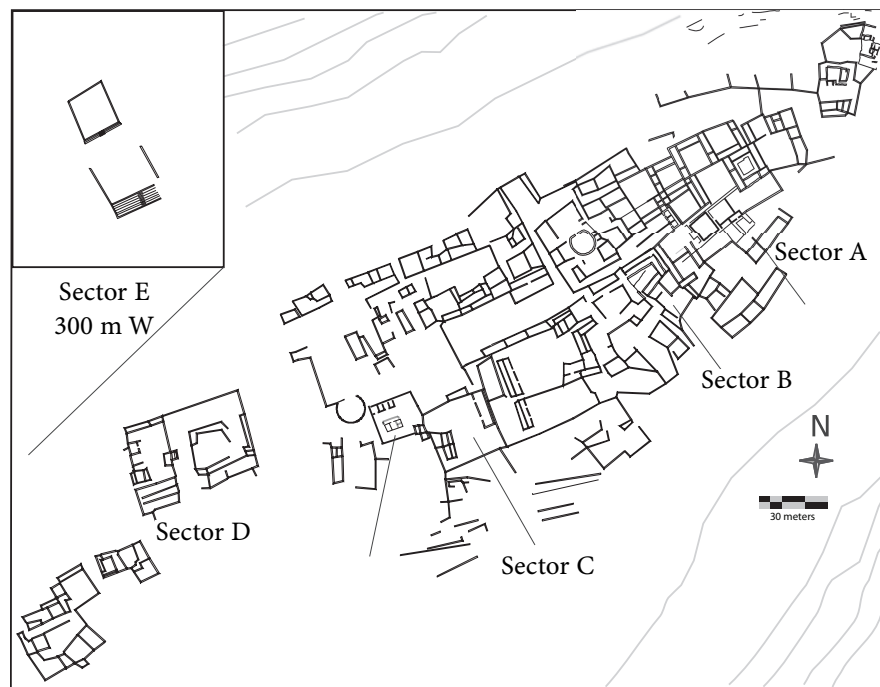 Sector E
300 m W
Sector A
Sector B
N
30 meters
Sector D
Sector C